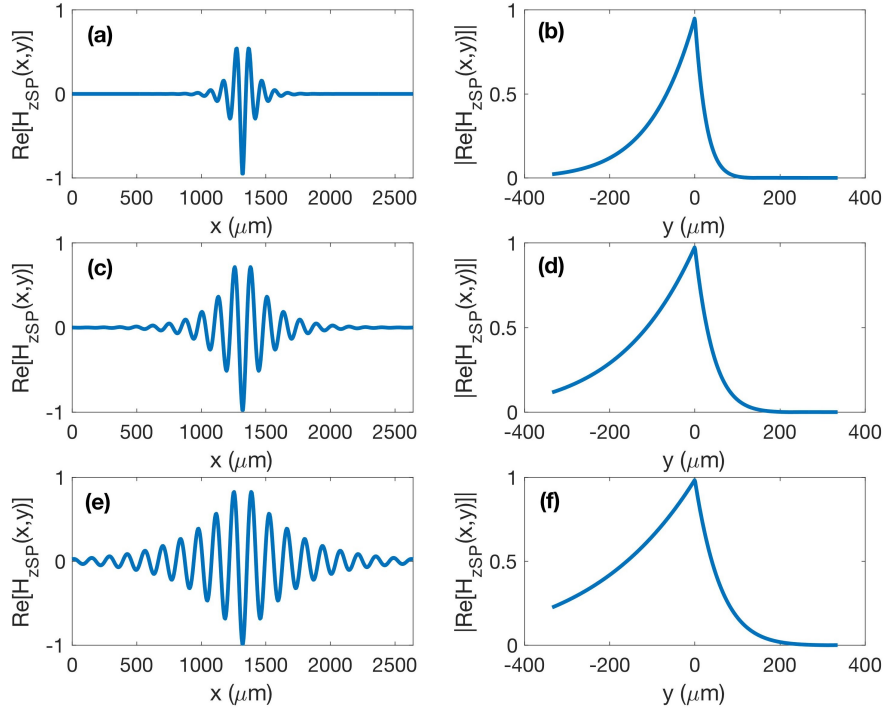 (a)
Re[H_zSP(x,y)]
1
0
-1
0 500 1000 1500 2000 2500
x (μm)
(b)
|Re[H_zSP(x,y)]|
1
0.5
0
-400 -200 0 200 400
y (μm)
(c)
Re[H_zSP(x,y)]
1
0
-1
0 500 1000 1500 2000 2500
x (μm)
(d)
|Re[H_zSP(x,y)]|
1
0.5
0
-400 -200 0 200 400
y (μm)
(e)
Re[H_zSP(x,y)]
1
0
-1
0 500 1000 1500 2000 2500
x (μm)
(f)
|Re[H_zSP(x,y)]|
1
0.5
0
-400 -200 0 200 400
y (μm)